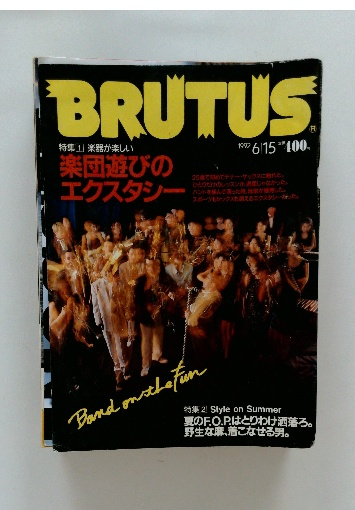 BRUTUS
特集1 楽器が楽しい
1992 6/15 400
楽団遊びの
エクスタシー
Band on the Fun
特集2 Style on Summer
夏のF.O.P.はとりわけ洒落ろ。
野生な麻、着こなせる男。